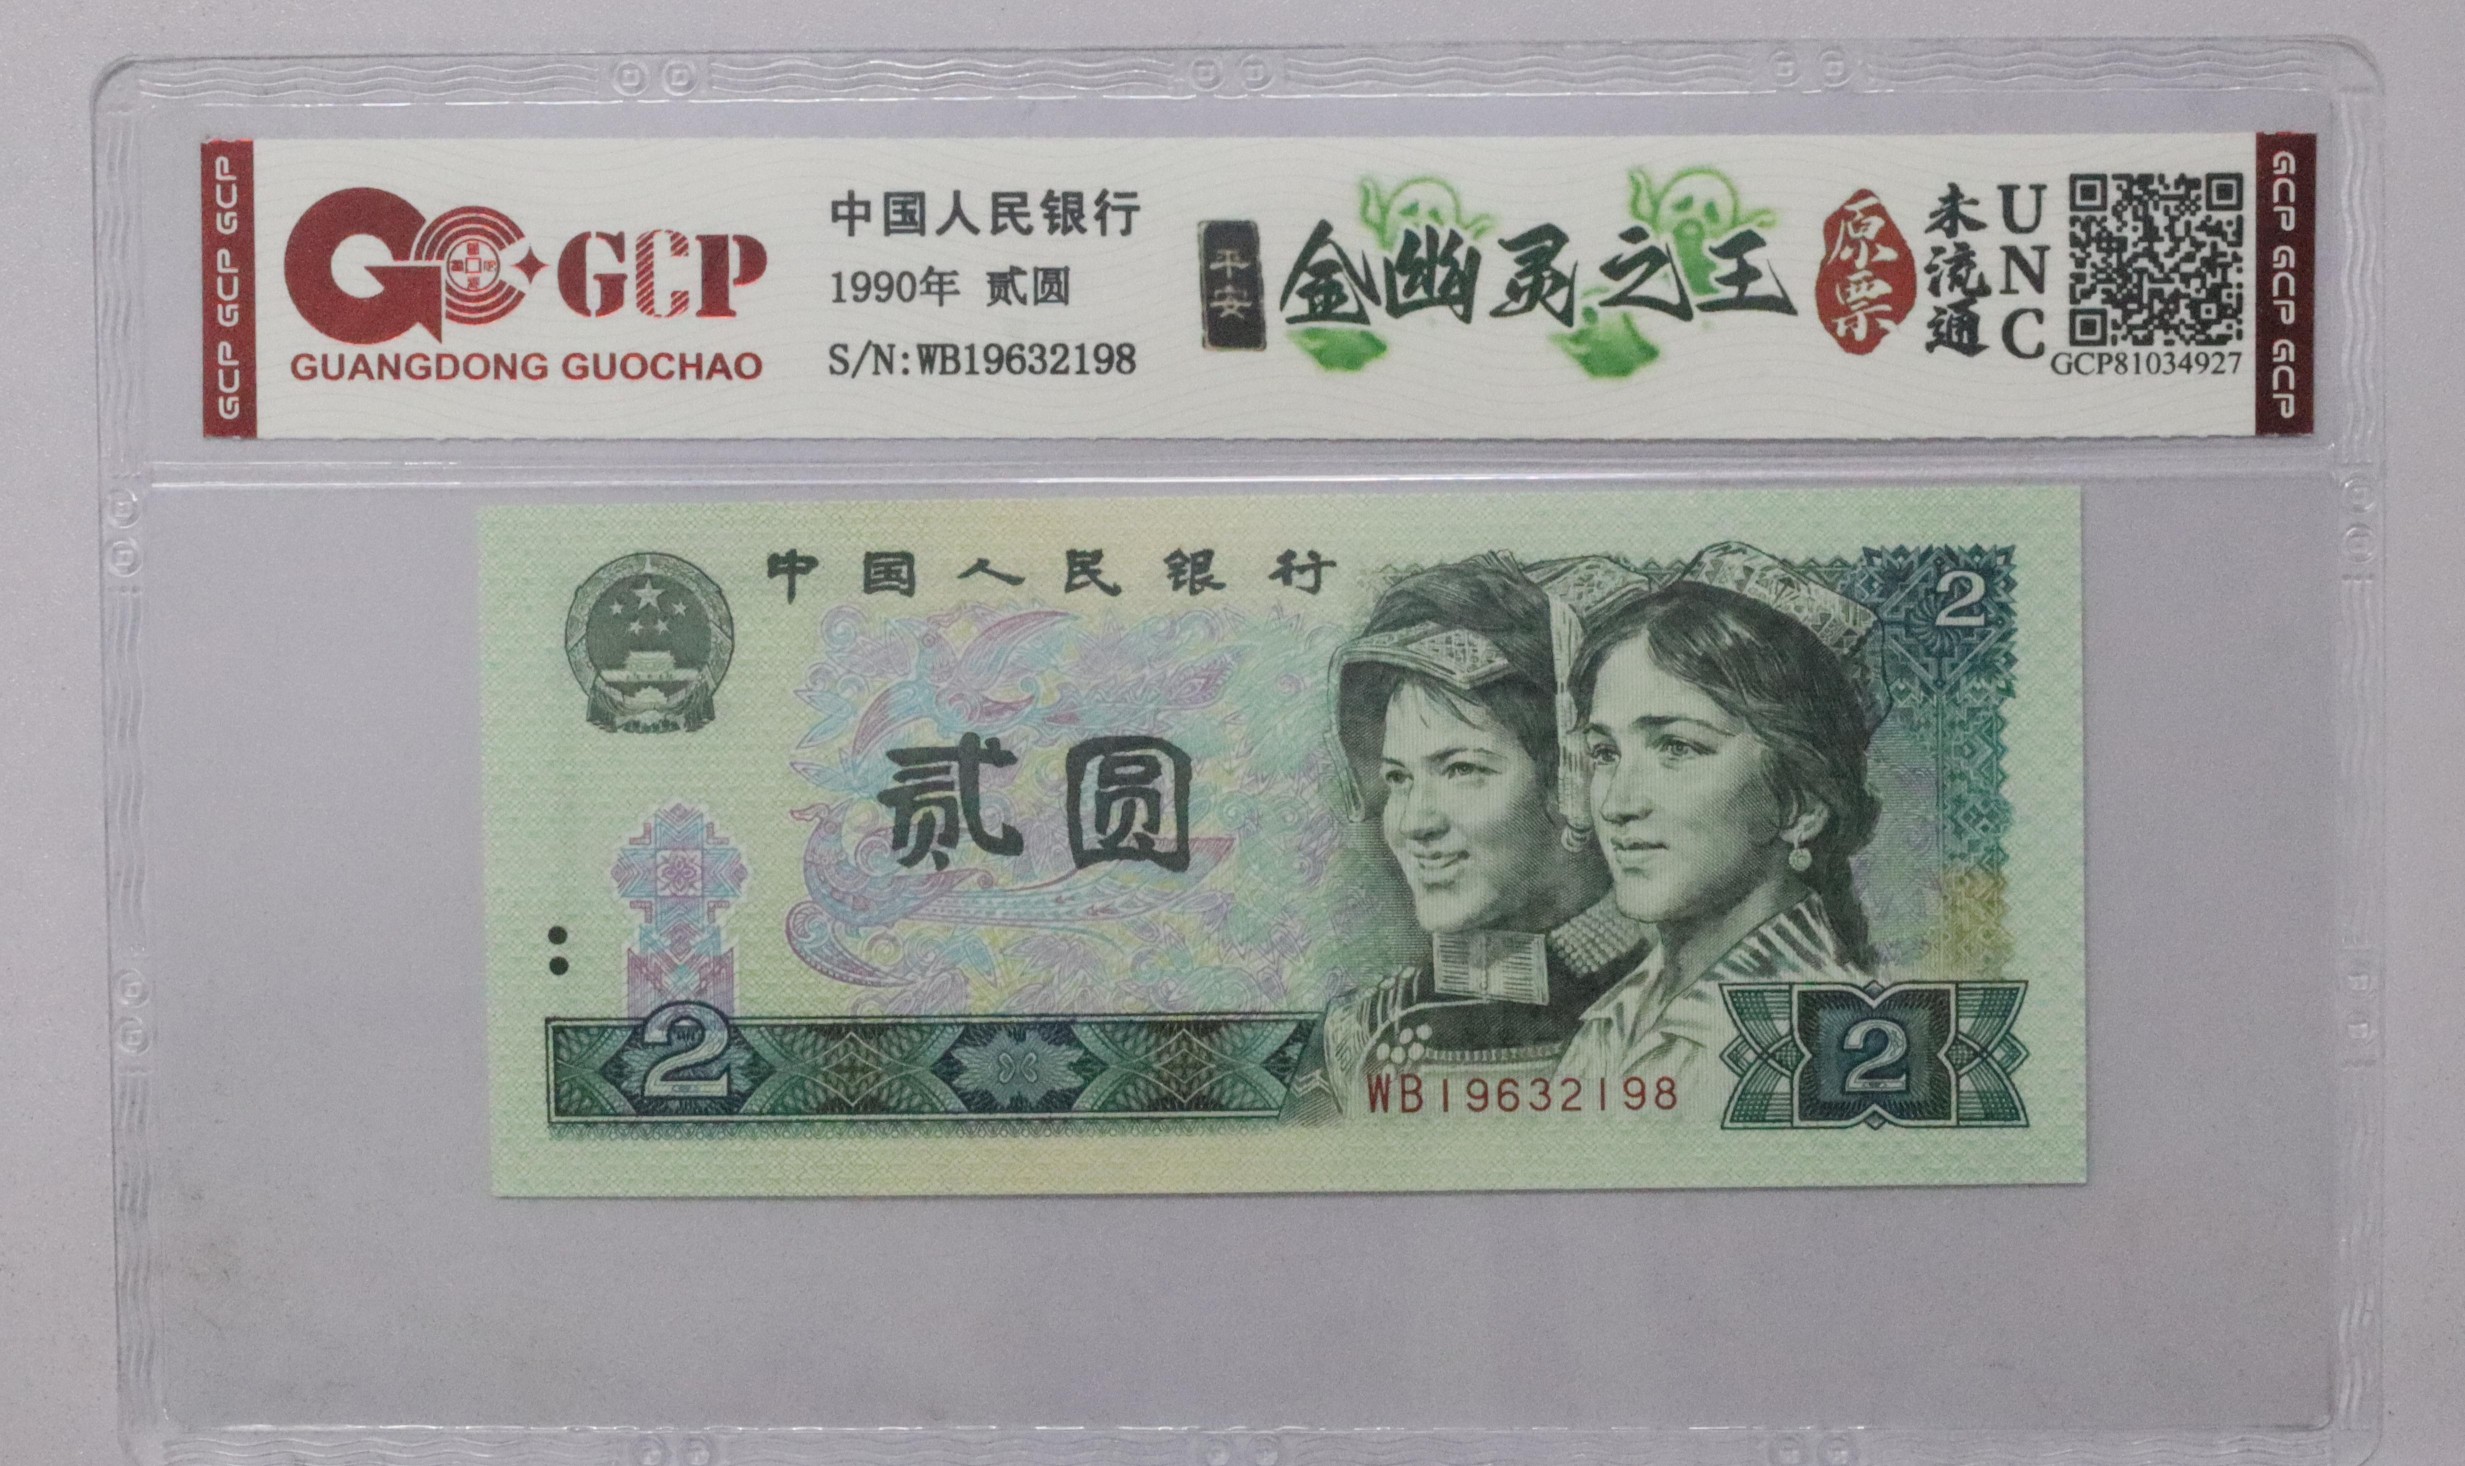 GCP GCP GCP
GCP
GUANGDONG GUOCHAO
中国人民银行
1990年 贰圆
S/N:WB19632198
平安
金幽灵之王
原票
未流通
UNC
GCP81034927
GCP GCP GCP
中国人民银行
2
贰圆
2
WB19632198
2